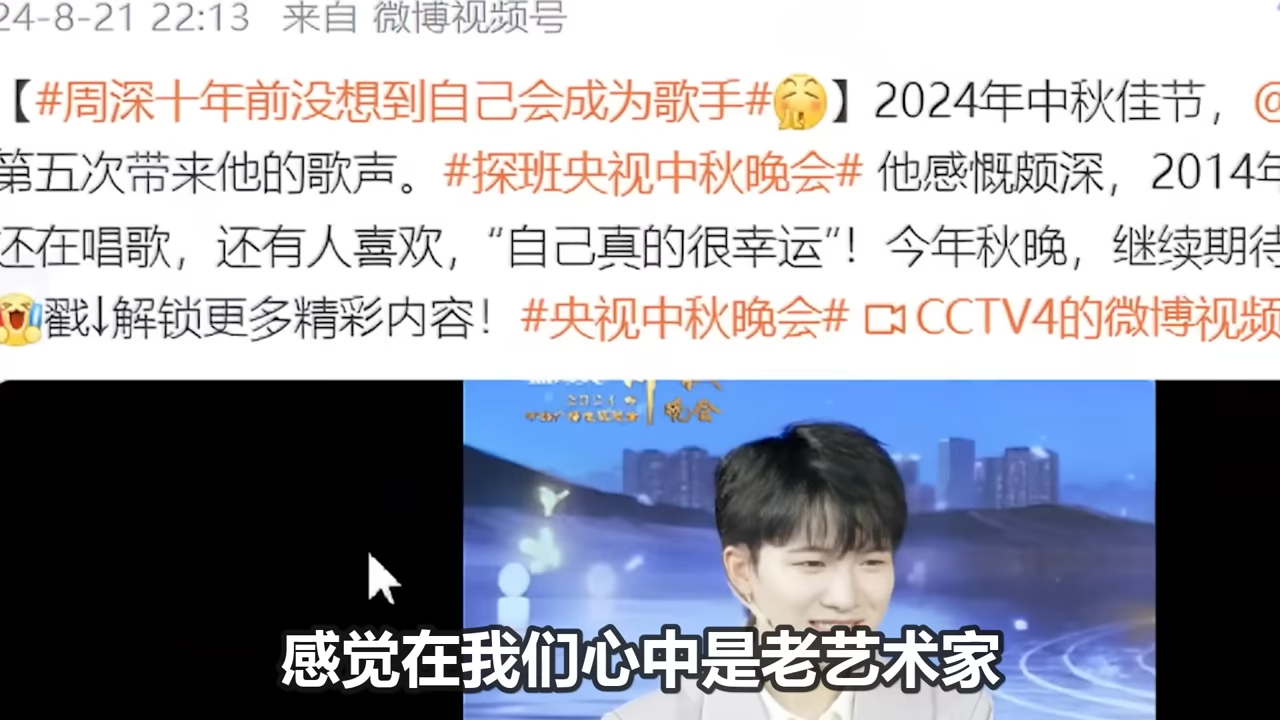 24-8-21 22:13 来自 微博视频号
【#周深十年前没想到自己会成为歌手#】2024年中秋佳节，@
第五次带来他的歌声。#探班央视中秋晚会# 他感慨颇深，2014年
还在唱歌，还有人喜欢，“自己真的很幸运”！今年秋晚，继续期待
戳↓解锁更多精彩内容！#央视中秋晚会# CCTV4的微博视频
晚会
感觉在我们心中是老艺术家